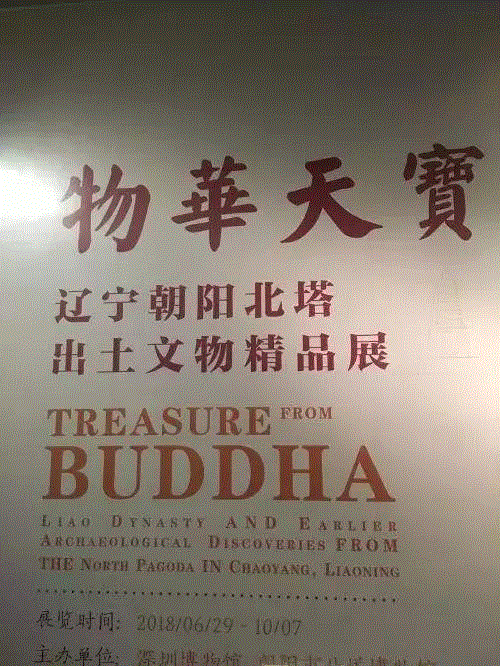 物華天寶
辽宁朝阳北塔
出土文物精品展
TREASURE FROM
BUDDHA
LIAO DYNASTY AND EARLIER
ARCHAEOLOGICAL DISCOVERIES FROM
THE NORTH PAGODA IN CHAOYANG, LIAONING
展览时间: 2018/06/29 - 10/07
主办单位: 深圳博物馆